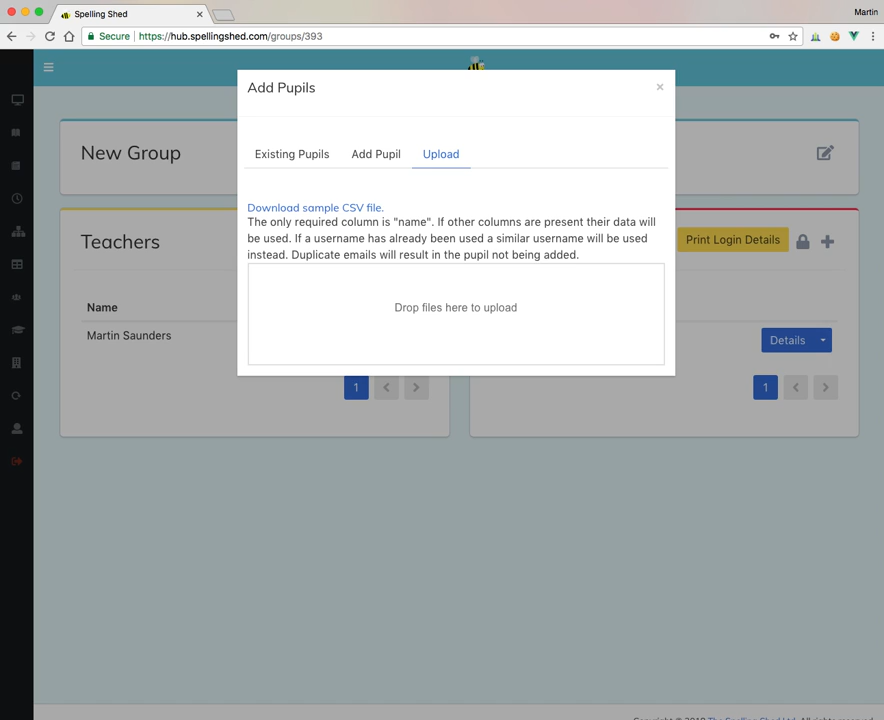 Spelling Shed
Martin
Secure
https://hub.spellingshed.com/groups/393
Add Pupils
×
Existing Pupils
Add Pupil
Upload
New Group
Download sample CSV file.
The only required column is "name". If other columns are present their data will
be used. If a username has already been used a similar username will be used
instead. Duplicate emails will result in the pupil not being added.
Drop files here to upload
Teachers
Print Login Details
Name
Martin Saunders
Details
1
1